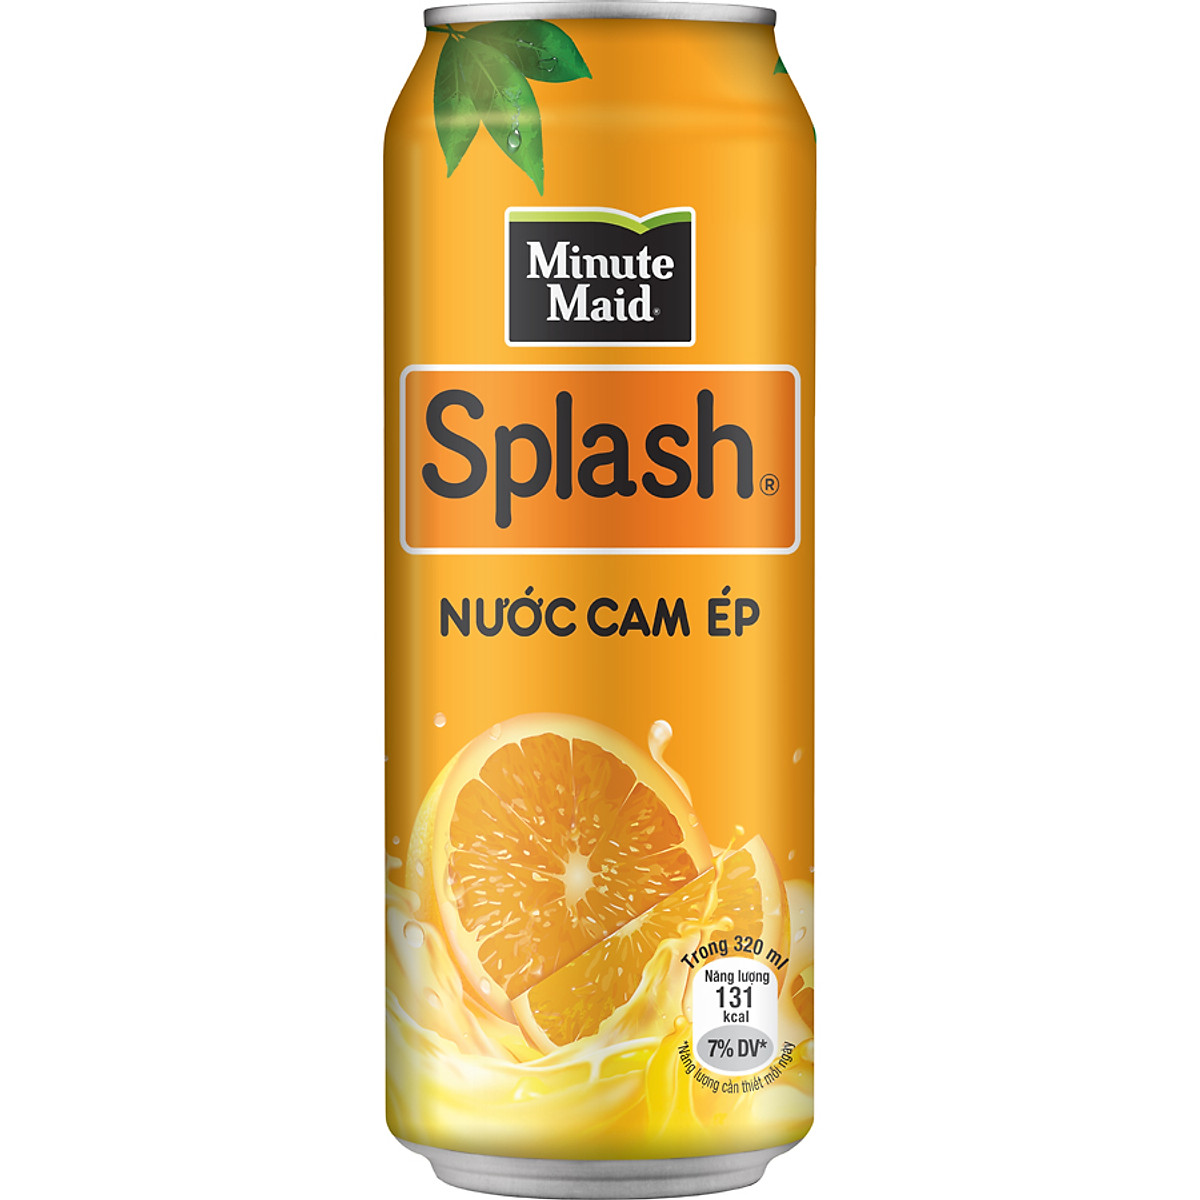 Minute
Maid®
Splash®
NƯỚC CAM ÉP
Trong 320 ml
Năng lượng
131
kcal
7% DV*
*Năng lượng cần thiết mỗi ngày